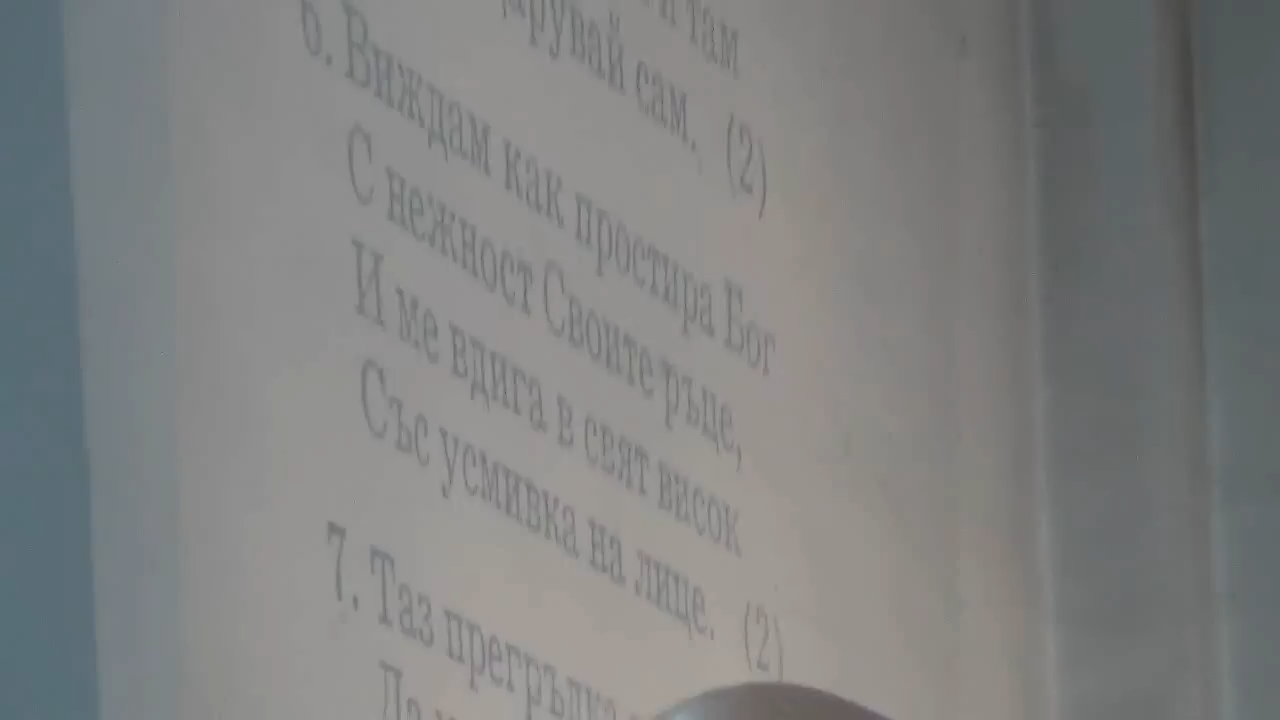 там
сам. (2)
6. Виждам как простира Бог
С нежност Своите ръце,
И ме вдига в свят висок
Със усмивка на лице. (2)
7. Таз прегръдка